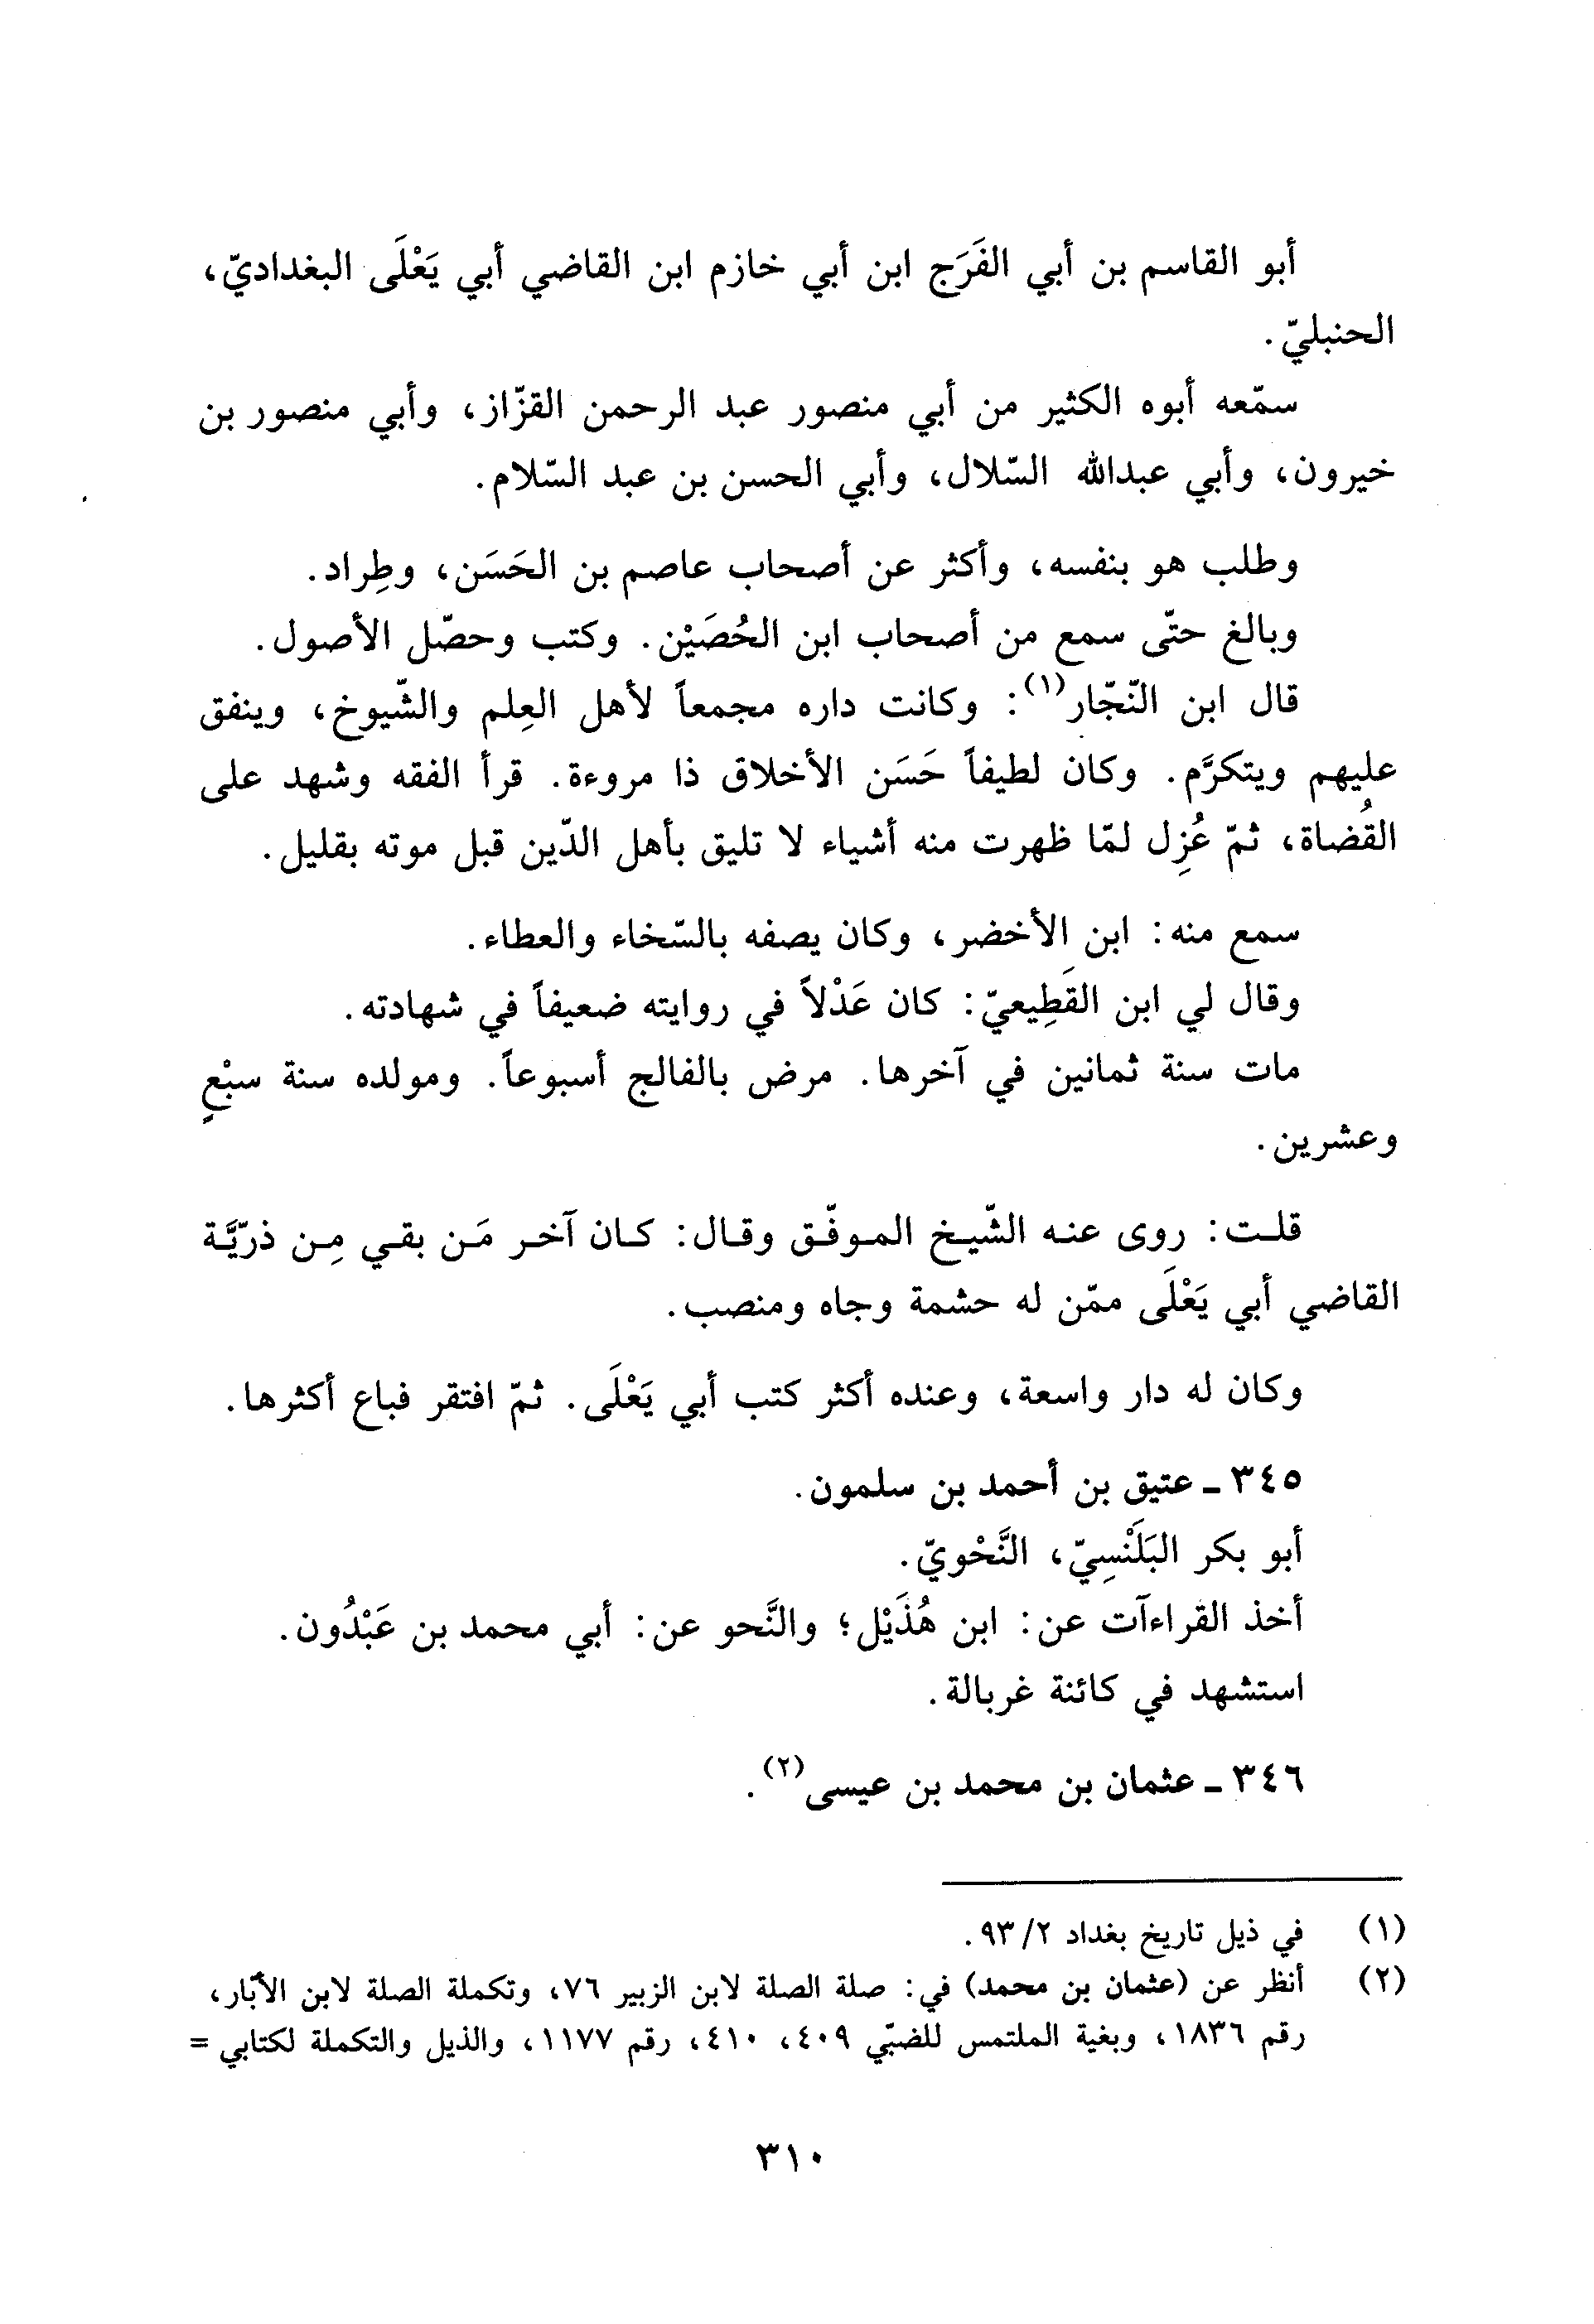 أبو القاسم بن أبي الفَرَج ابن أبي خازم ابن القاضي أبي يَعْلَى البغداديّ،
الحنبليّ.
سمّعه أبوه الكثير من أبي منصور عبد الرحمن القزّاز، وأبي منصور بن
خيرون، وأبي عبدالله السّلال، وأبي الحسن بن عبد السّلام.
وطلب هو بنفسه، وأكثر عن أصحاب عاصم بن الحَسَن، وطِراد.
وبالغ حتّى سمع من أصحاب ابن الحُصَيْن. وكتب وحصّل الأصول.
قال ابن النّجّار(١): وكانت داره مجمعاً لأهل العِلم والشّيوخ، وينفق
عليهم ويتكرَّم. وكان لطيفاً حَسَن الأخلاق ذا مروءة. قرأ الفقه وشهد على
القُضاة، ثمّ عُزِل لمّا ظهرت منه أشياء لا تليق بأهل الدّين قبل موته بقليل.
سمع منه: ابن الأخضر، وكان يصفه بالسّخاء والعطاء.
وقال لي ابن القَطِيعيّ: كان عَدْلاً في روايته ضعيفاً في شهادته.
مات سنة ثمانين في آخرها. مرض بالفالج أسبوعاً. ومولده سنة سبْعٍ
وعشرين.
قلت: روى عنه الشّيخ الموفّق وقال: كان آخر مَن بقي مِن ذرّيَّة
القاضي أبي يَعْلَى ممّن له حشمة وجاه ومنصب.
وكان له دار واسعة، وعنده أكثر كتب أبي يَعْلَى. ثمّ افتقر فباع أكثرها.
٣٤٥ ـ عتيق بن أحمد بن سلمون.
أبو بكر البَلَنْسِيّ، النَّحْويّ.
أخذ القراءآت عن: ابن هُذَيْل؛ والنَّحو عن: أبي محمد بن عَبْدُون.
استشهد في كائنة غربالة.
٣٤٦ ـ عثمان بن محمد بن عيسى(٢).
(١) في ذيل تاريخ بغداد ٩٣/٢.
(٢) أنظر عن (عثمان بن محمد) في: صلة الصلة لابن الزبير ٧٦، وتكملة الصلة لابن الأبّار،
رقم ١٨٣٦، وبغية الملتمس للضبّي ٤٠٩، ٤١٠، رقم ١١٧٧، والذيل والتكملة لكتابي =
٣١٠